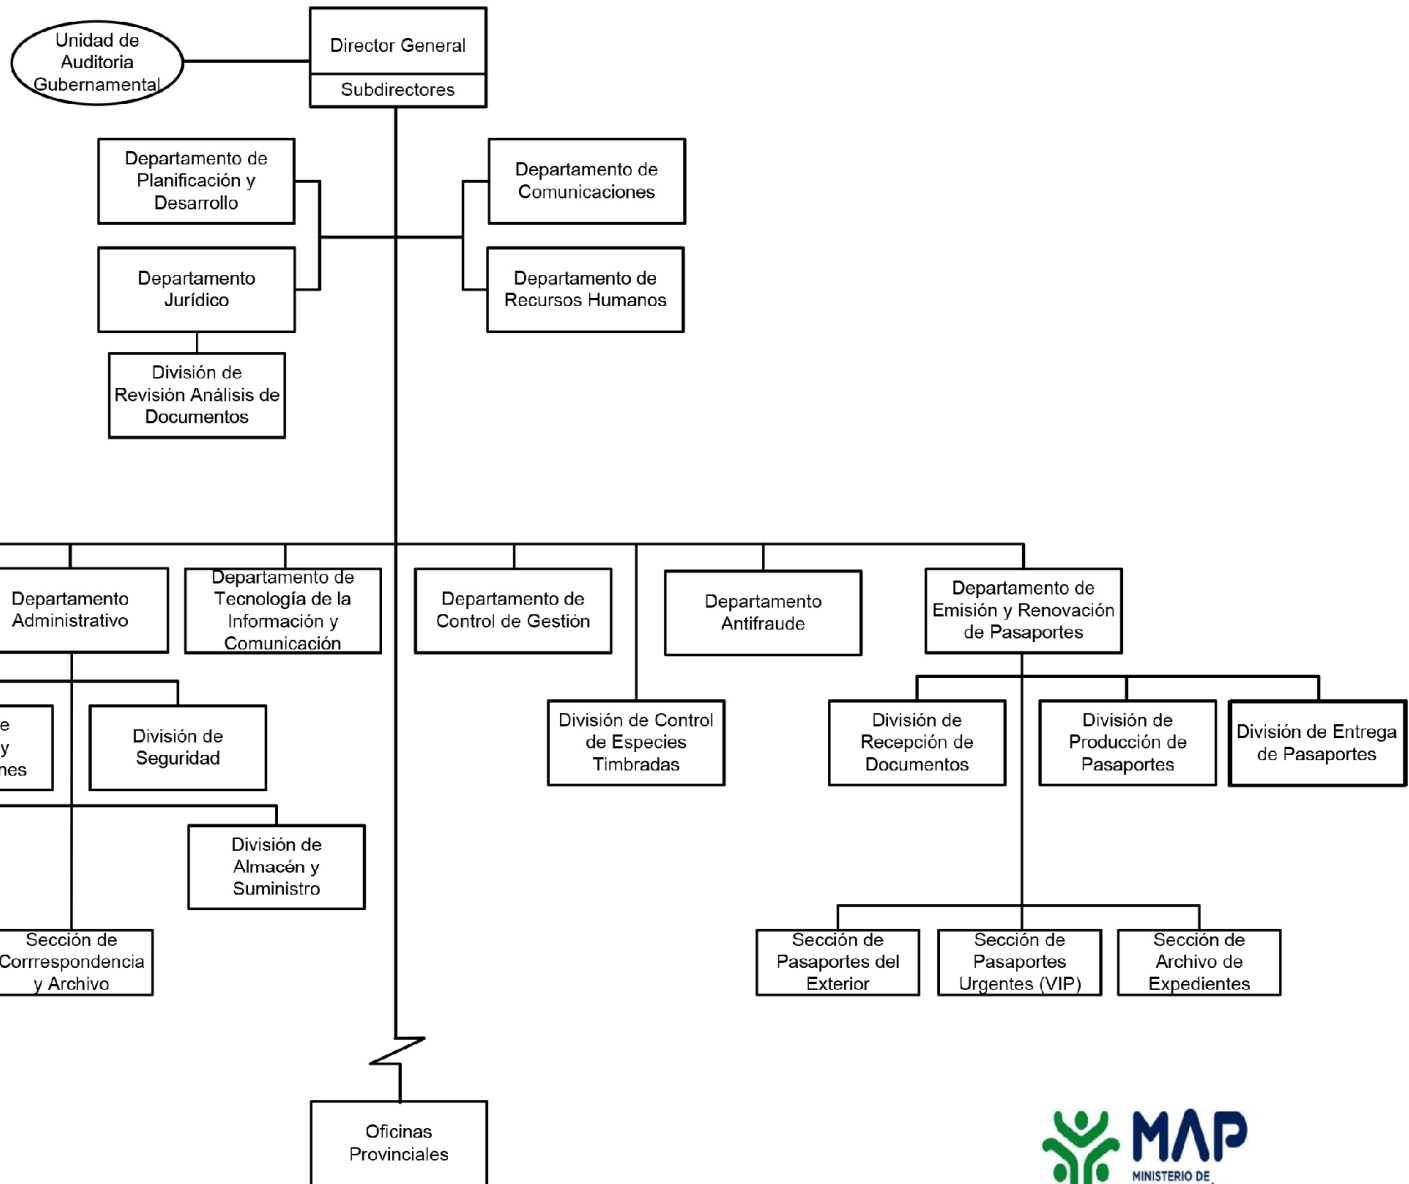 Unidad de
Auditoria
Gubernamental
Director General
Subdirectores
Departamento de
Planificación y
Desarrollo
Departamento de
Comunicaciones
Departamento
Jurídico
Departamento de
Recursos Humanos
División de
Revisión Análisis de
Documentos
Departamento
Administrativo
Departamento de
Tecnología de la
Información y
Comunicación
Departamento de
Control de Gestión
Departamento
Antifraude
Departamento de
Emisión y Renovación
de Pasaportes
e
y
nes
División de
Seguridad
División de Control
de Especies
Timbradas
División de
Recepción de
Documentos
División de
Producción de
Pasaportes
División de Entrega
de Pasaportes
División de
Almacén y
Suministro
Sección de
Corrrespondencia
y Archivo
Sección de
Pasaportes del
Exterior
Sección de
Pasaportes
Urgentes (VIP)
Sección de
Archivo de
Expedientes
Oficinas
Provinciales
MAP
MINISTERIO DE